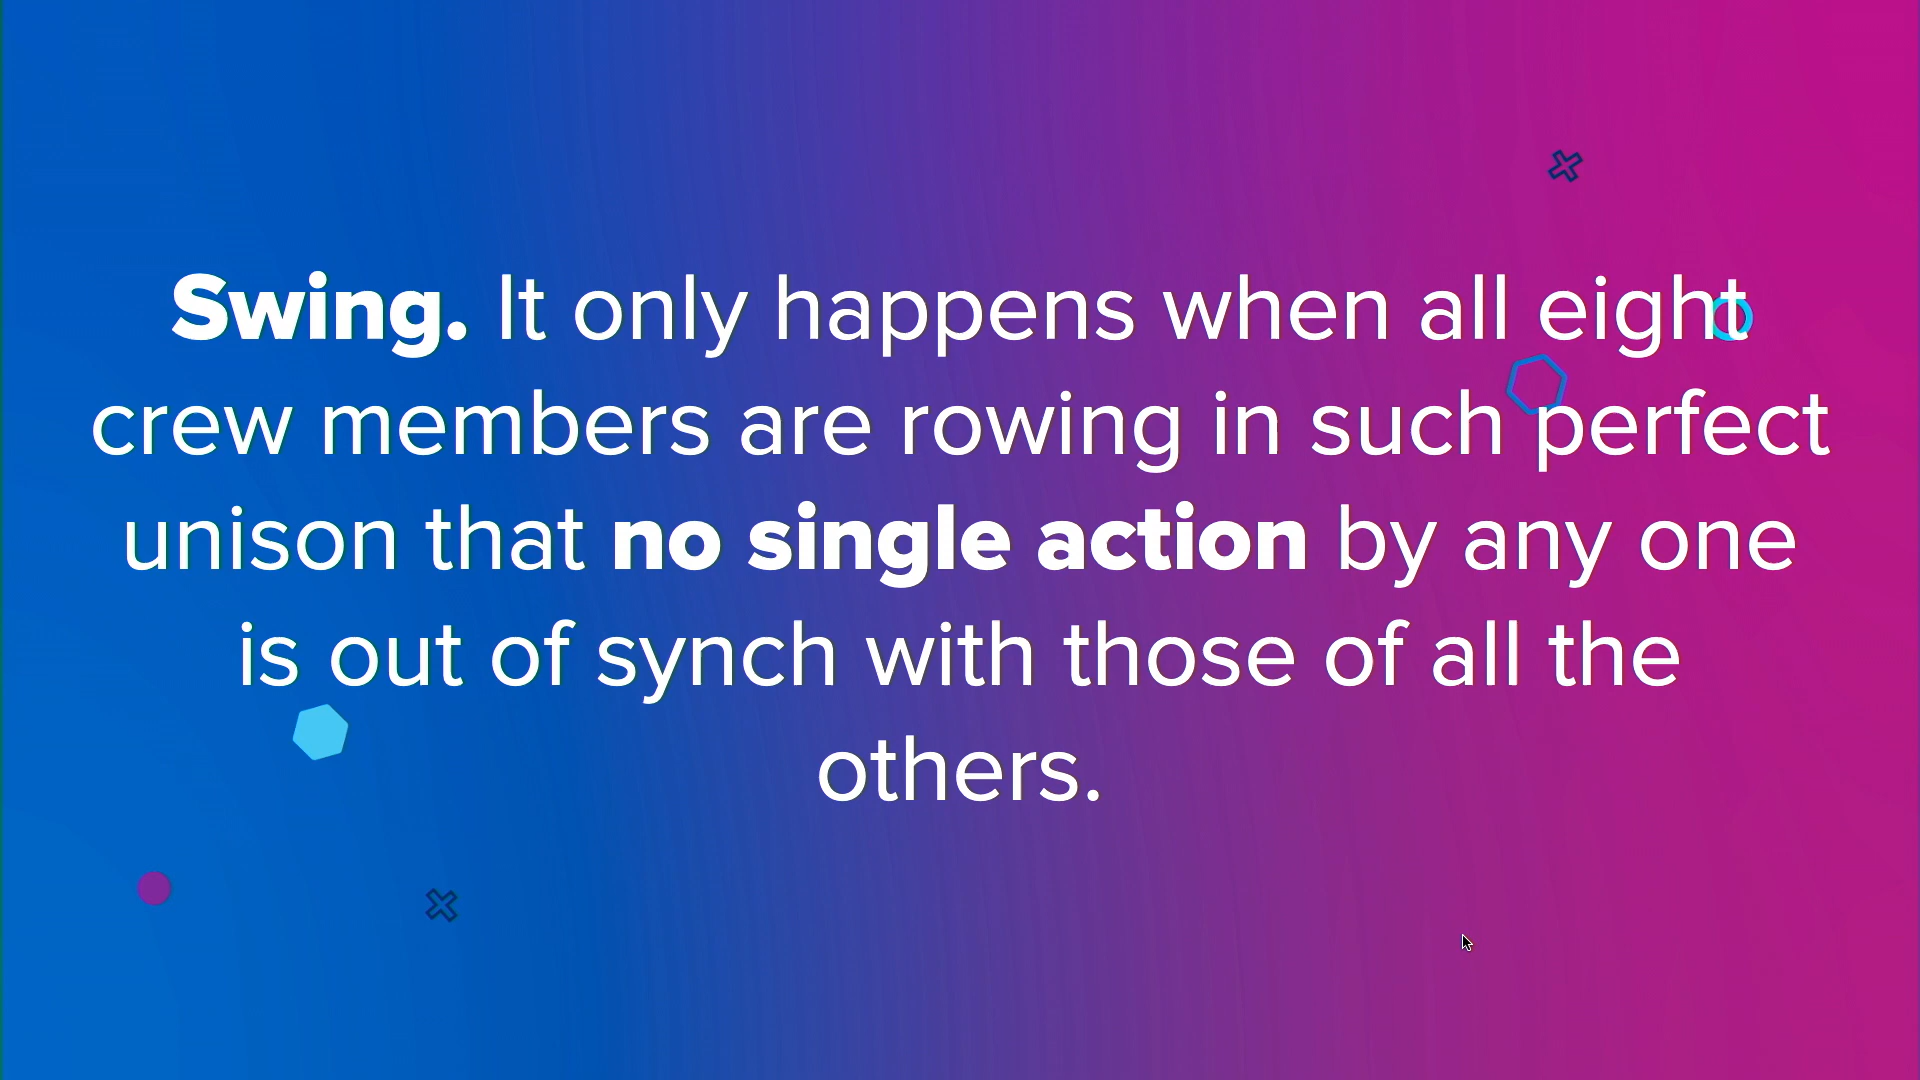 Swing. It only happens when all eight
crew members are rowing in such perfect
unison that no single action by any one
is out of synch with those of all the
others.